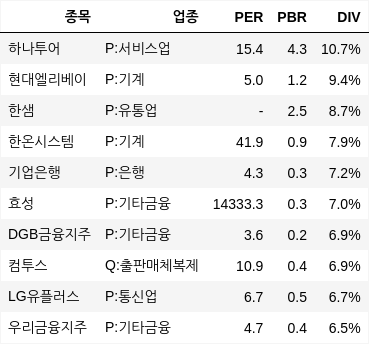 종목 업종 PER PBR DIV
하나투어 P:서비스업 15.4 4.3 10.7%
현대엘리베이 P:기계 5.0 1.2 9.4%
한샘 P:유통업 - 2.5 8.7%
한온시스템 P:기계 41.9 0.9 7.9%
기업은행 P:은행 4.3 0.3 7.2%
효성 P:기타금융 14333.3 0.3 7.0%
DGB금융지주 P:기타금융 3.6 0.2 6.9%
컴투스 Q:출판매체복제 10.9 0.4 6.9%
LG유플러스 P:통신업 6.7 0.5 6.7%
우리금융지주 P:기타금융 4.7 0.4 6.5%